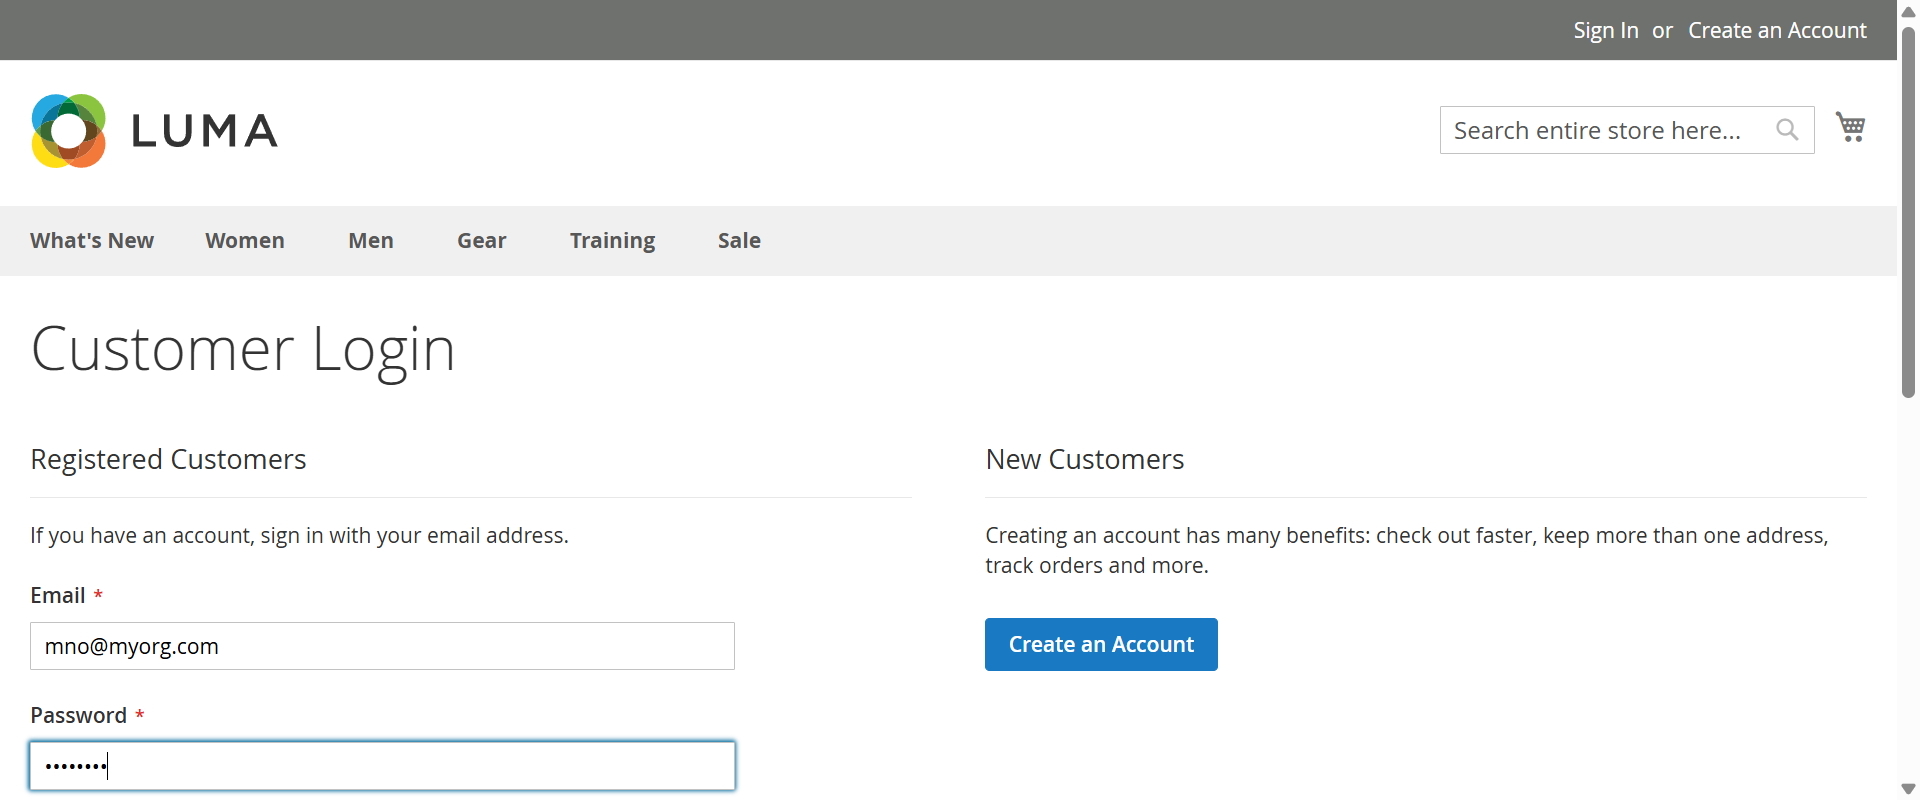 Sign In or Create an Account
LUMA
Search entire store here...
What's New Women Men Gear Training Sale
Customer Login
Registered Customers
If you have an account, sign in with your email address.
Email *
mno@myorg.com
Password *
••••••••
New Customers
Creating an account has many benefits: check out faster, keep more than one address,
track orders and more.
Create an Account